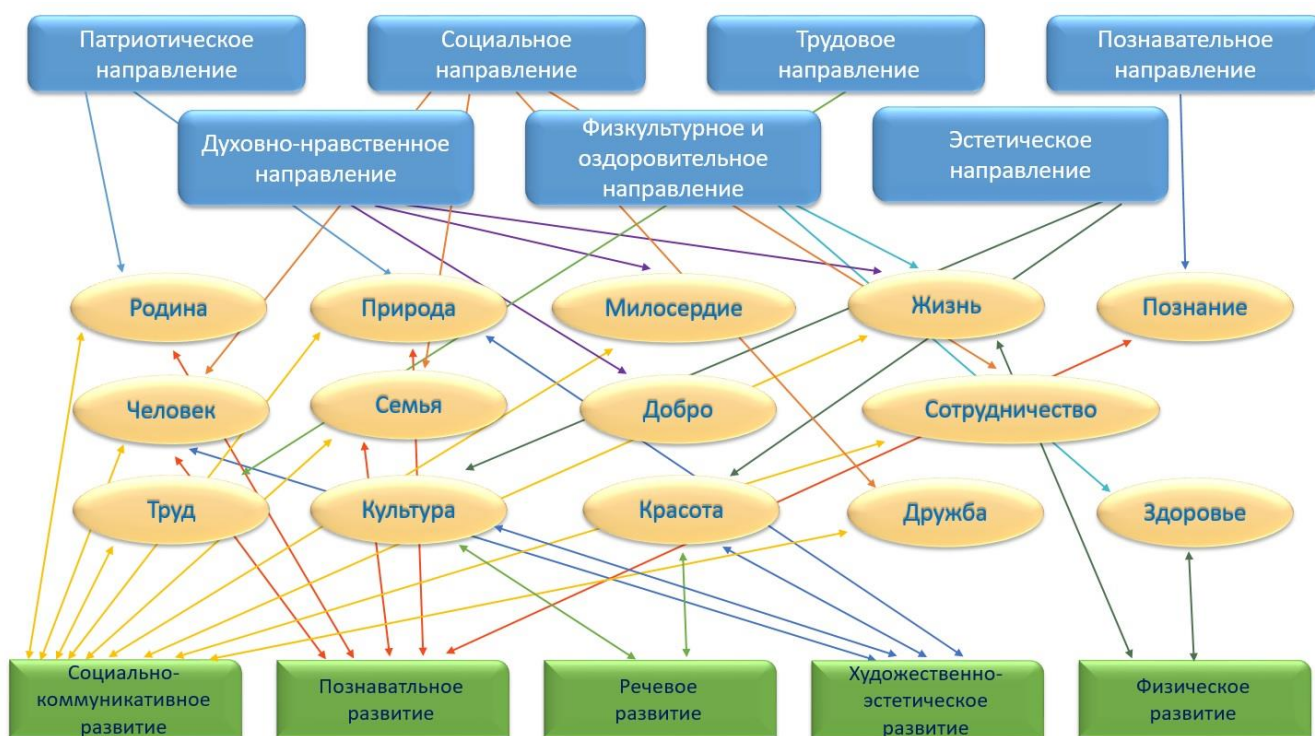 Патриотическое
направление
Социальное
направление
Трудовое
направление
Познавательное
направление
Духовно-нравственное
направление
Физкультурное и
оздоровительное
направление
Эстетическое
направление
Родина
Природа
Милосердие
Жизнь
Познание
Человек
Семья
Добро
Сотрудничество
Труд
Культура
Красота
Дружба
Здоровье
Социально-
коммуникативное
развитие
Познаватльное
развитие
Речевое
развитие
Художественно-
эстетическое
развитие
Физическое
развитие